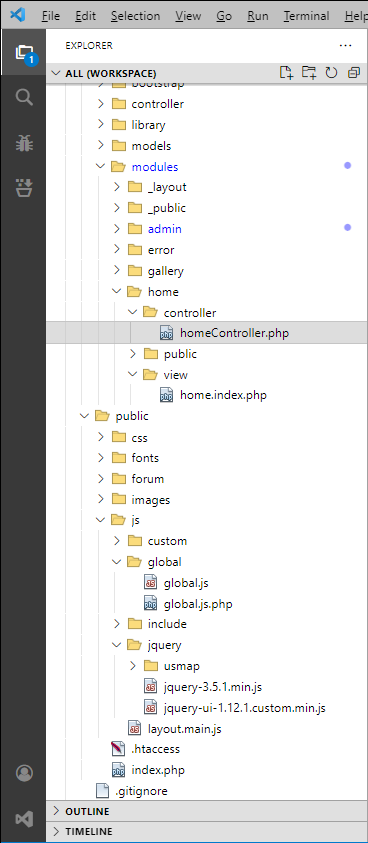 File Edit Selection View Go Run Terminal Help
EXPLORER
1
ALL (WORKSPACE)
bootstrap
controller
library
models
modules
_layout
_public
admin
error
gallery
home
controller
homeController.php
public
view
home.index.php
public
css
fonts
forum
images
js
custom
global
global.js
global.js.php
include
jquery
usmap
jquery-3.5.1.min.js
jquery-ui-1.12.1.custom.min.js
layout.main.js
.htaccess
index.php
.gitignore
OUTLINE
TIMELINE